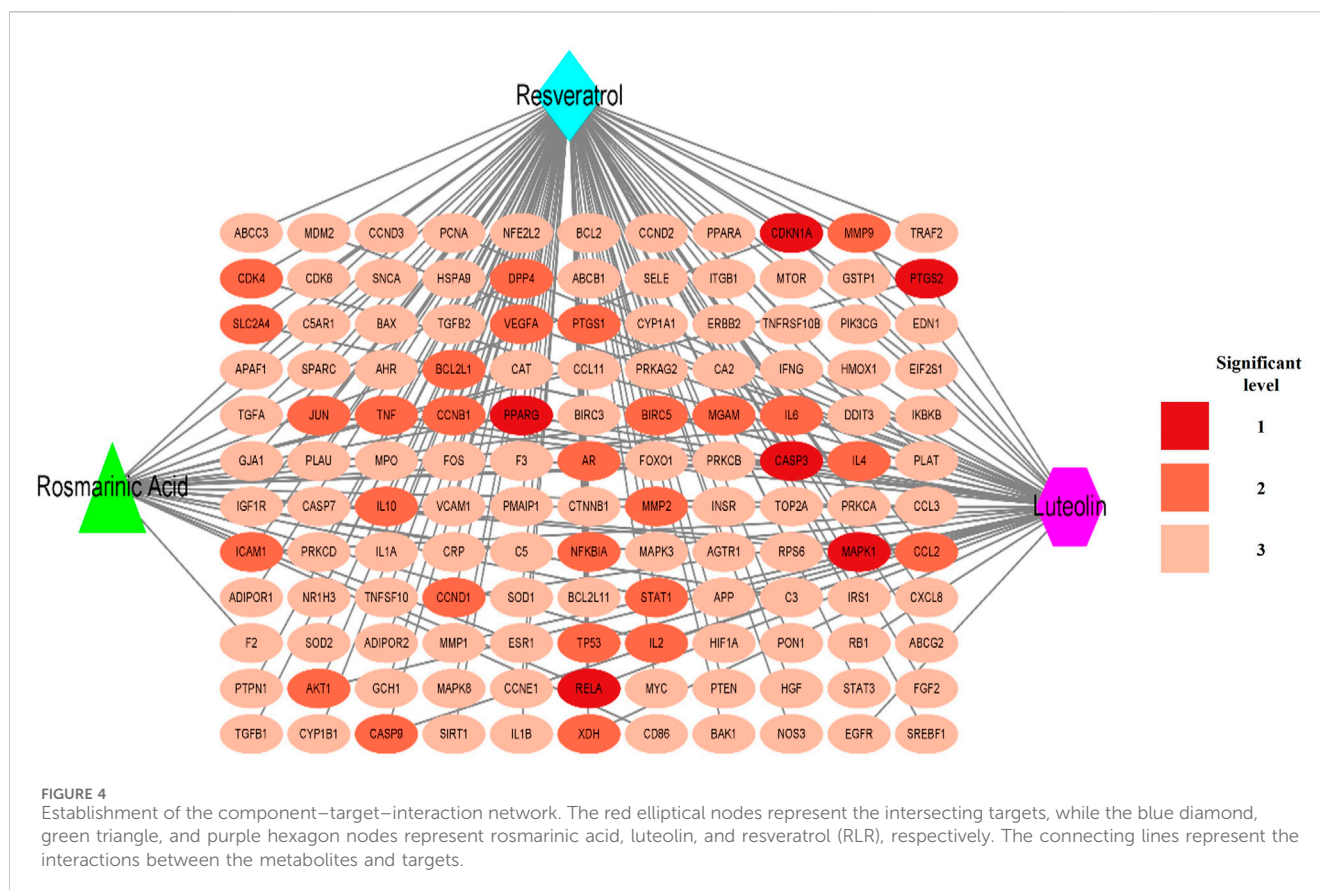 Resveratrol
ABCC3 MDM2 CCND3 PCNA NFE2L2 BCL2 CCND2 PPARA CDKN1A MMP9 TRAF2
CDK4 CDK6 SNCA HSPA9 DPP4 ABCB1 SELE ITGB1 MTOR GSTP1 PTGS2
SLC2A4 C5AR1 BAX TGFB2 VEGFA PTGS1 CYP1A1 ERBB2 TNFRSF10B PIK3CG EDN1
APAF1 SPARC AHR BCL2L1 CAT CCL11 PRKAG2 CA2 IFNG HMOX1 EIF2S1
TGFA JUN TNF CCNB1 PPARG BIRC3 BIRC5 MGAM IL6 DDIT3 IKBKB
GJA1 PLAU MPO FOS F3 AR FOXO1 PRKCB CASP3 IL4 PLAT
Rosmarinic Acid
IGF1R CASP7 IL10 VCAM1 PMAIP1 CTNNB1 MMP2 INSR TOP2A PRKCA CCL3
Luteolin
ICAM1 PRKCD IL1A CRP C5 NFKBIA MAPK3 AGTR1 RPS6 MAPK1 CCL2
ADIPOR1 NR1H3 TNFSF10 CCND1 SOD1 BCL2L11 STAT1 APP C3 IRS1 CXCL8
F2 SOD2 ADIPOR2 MMP1 ESR1 TP53 IL2 HIF1A PON1 RB1 ABCG2
PTPN1 AKT1 GCH1 MAPK8 CCNE1 RELA MYC PTEN HGF STAT3 FGF2
TGFB1 CYP1B1 CASP9 SIRT1 IL1B XDH CD86 BAK1 NOS3 EGFR SREBF1
Significant
level
1
2
3
FIGURE 4
Establishment of the component–target–interaction network. The red elliptical nodes represent the intersecting targets, while the blue diamond,
green triangle, and purple hexagon nodes represent rosmarinic acid, luteolin, and resveratrol (RLR), respectively. The connecting lines represent the
interactions between the metabolites and targets.